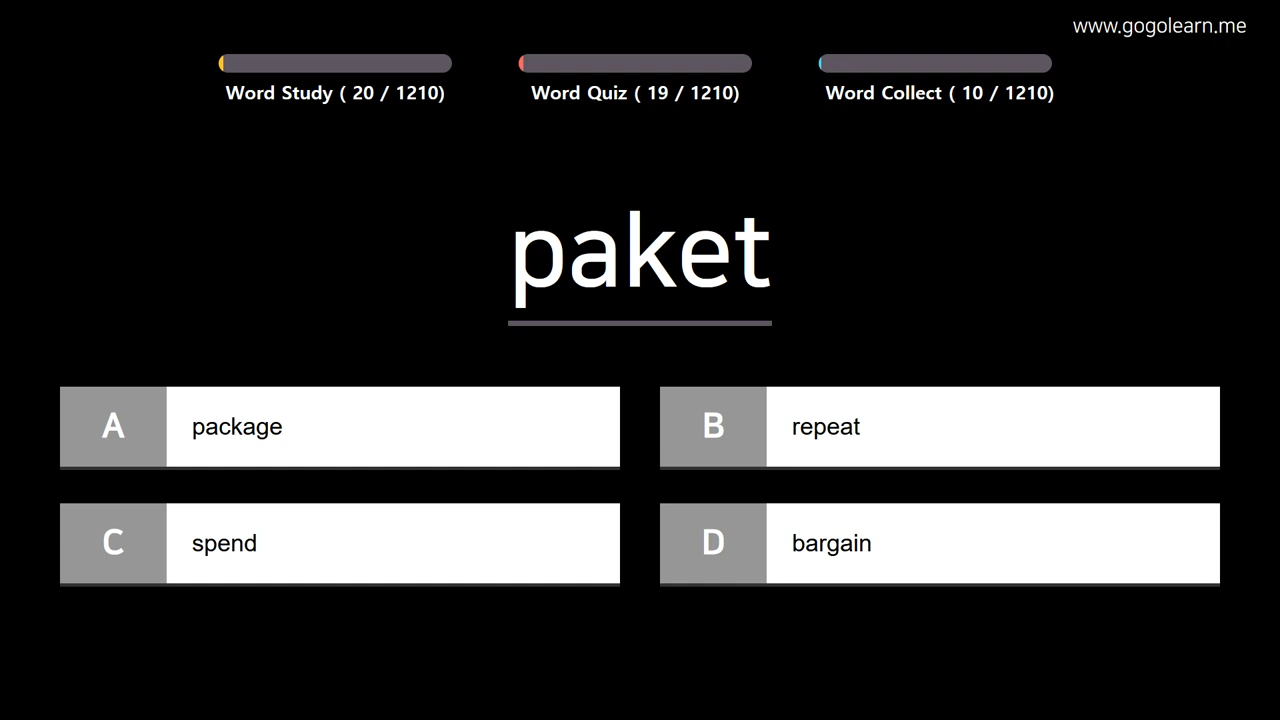 www.gogolearn.me
Word Study ( 20 / 1210)
Word Quiz ( 19 / 1210)
Word Collect ( 10 / 1210)
paket
A package
B repeat
C spend
D bargain